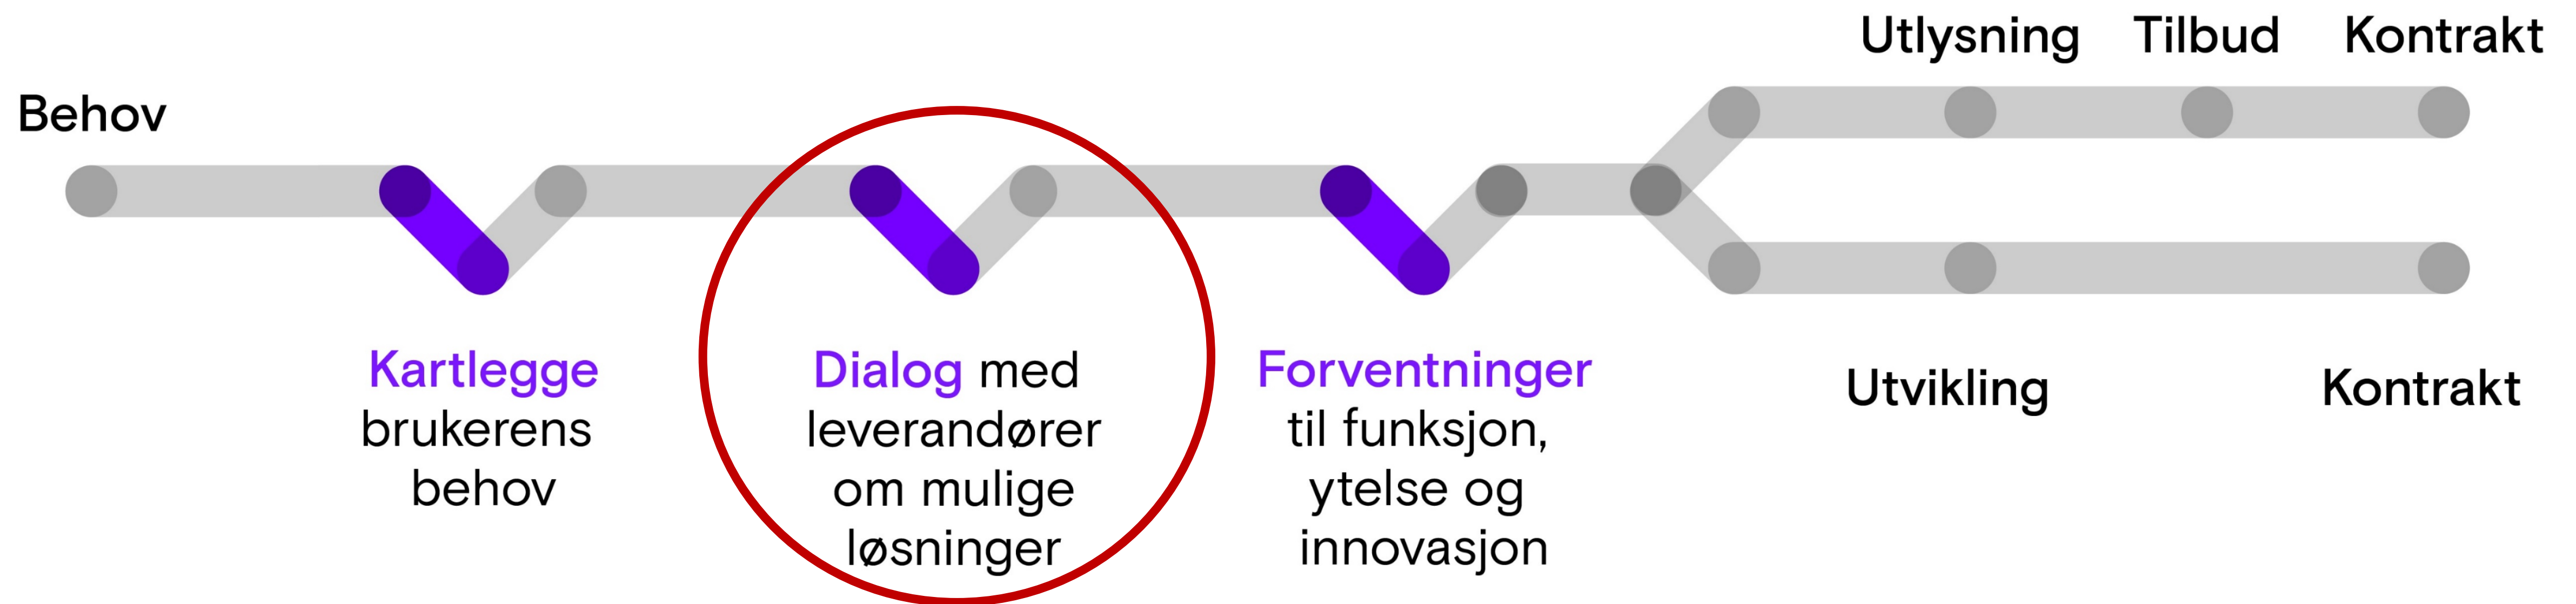 Behov
Kartlegge
brukerens
behov
Dialog med
leverandører
om mulige
løsninger
Forventninger
til funksjon,
ytelse og
innovasjon
Utlysning
Tilbud
Kontrakt
Utvikling
Kontrakt